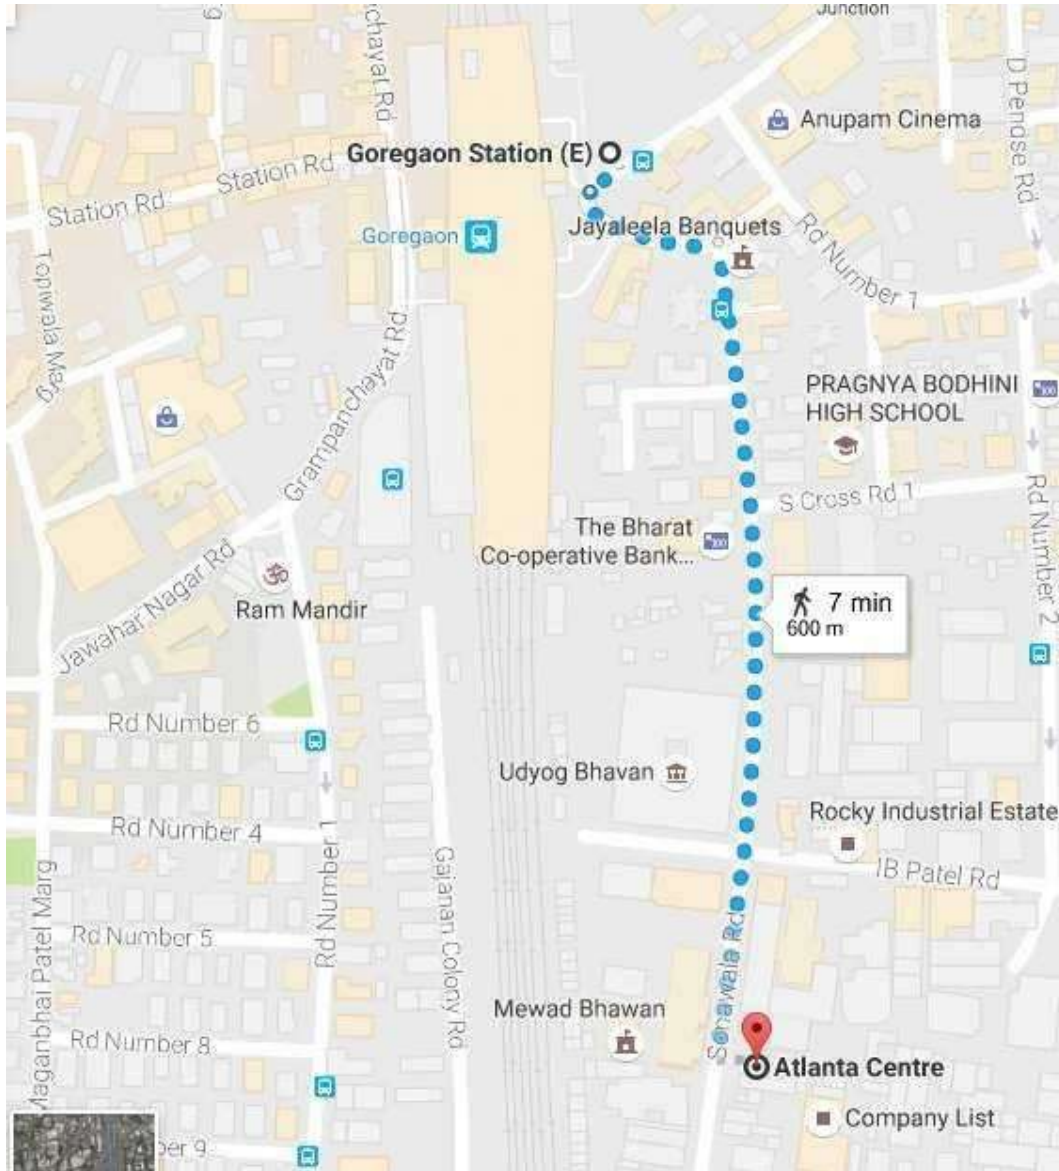 Junction
chayat Rd
D Pendse Rd
Anupam Cinema
Goregaon Station (E)
Station Rd
Station Rd
Jayaleela Banquets
Goregaon
Rd Number 1
Topiwala Marg
Grampanchayat Rd
PRAGNYA BODHINI
HIGH SCHOOL
S Cross Rd 1
Rd Number 2
The Bharat
Co-operative Bank...
Jawahar Nagar Rd
Ram Mandir
7 min
600 m
Rd Number 6
Udyog Bhavan
Rocky Industrial Estate
Rd Number 4
IB Patel Rd
Rd Number 1
Gajanan Colony Rd
Maganbhai Patel Marg
Rd Number 5
Sonawala Rd
Mewad Bhawan
Rd Number 8
Atlanta Centre
Company List
ber 9